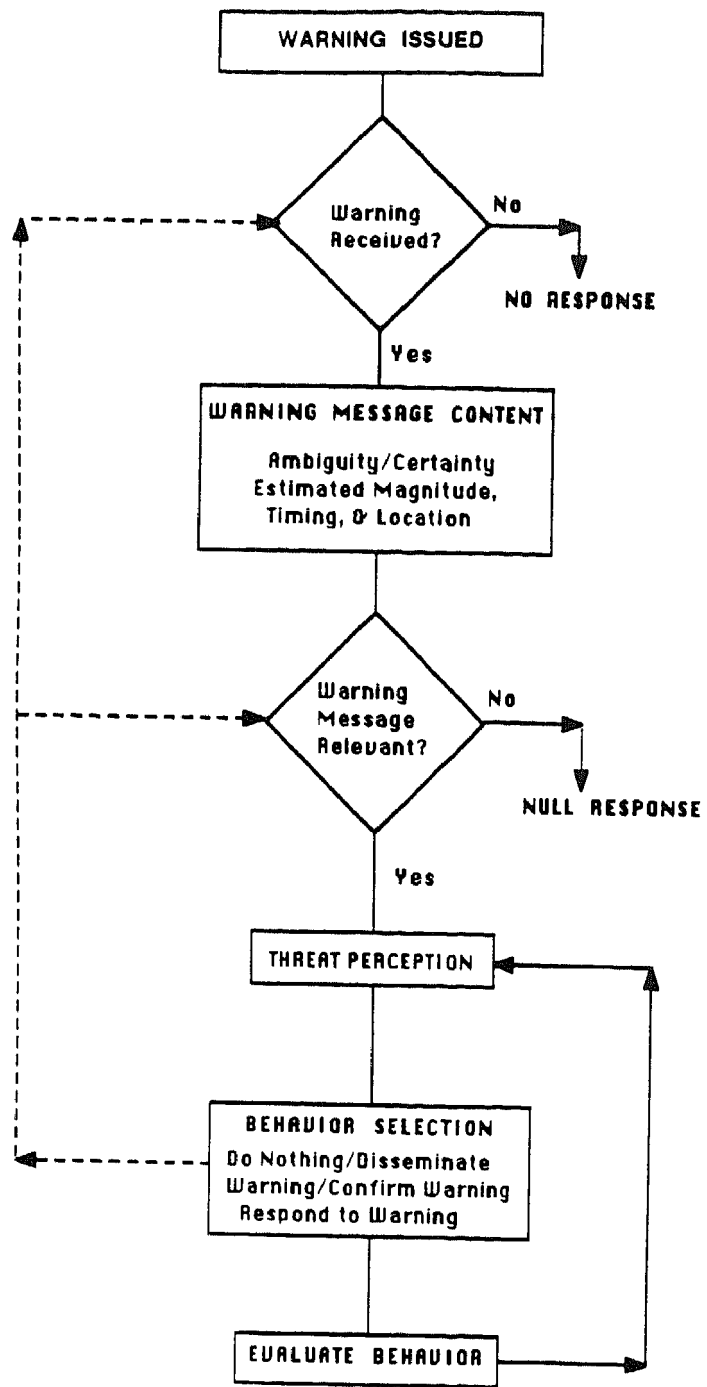 WARNING ISSUED
Warning
Received?
No
NO RESPONSE
Yes
WARNING MESSAGE CONTENT
Ambiguity/Certainty
Estimated Magnitude,
Timing, & Location
Warning
Message
Relevant?
No
NULL RESPONSE
Yes
THREAT PERCEPTION
BEHAVIOR SELECTION
Do Nothing/Disseminate
Warning/Confirm Warning
Respond to Warning
EVALUATE BEHAVIOR